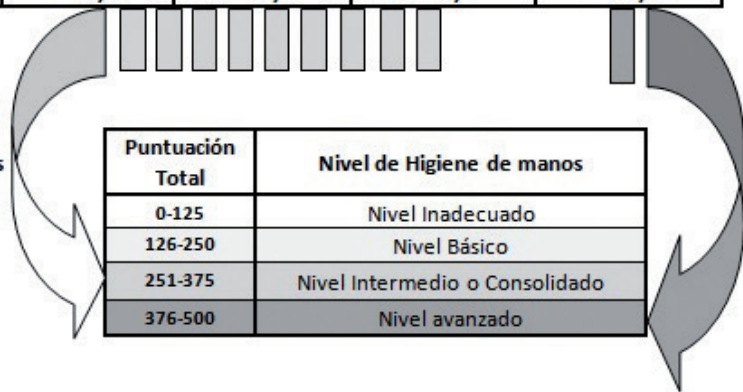 s
Puntuación
Total
Nivel de Higiene de manos
0-125
Nivel Inadecuado
126-250
Nivel Básico
251-375
Nivel Intermedio o Consolidado
376-500
Nivel avanzado